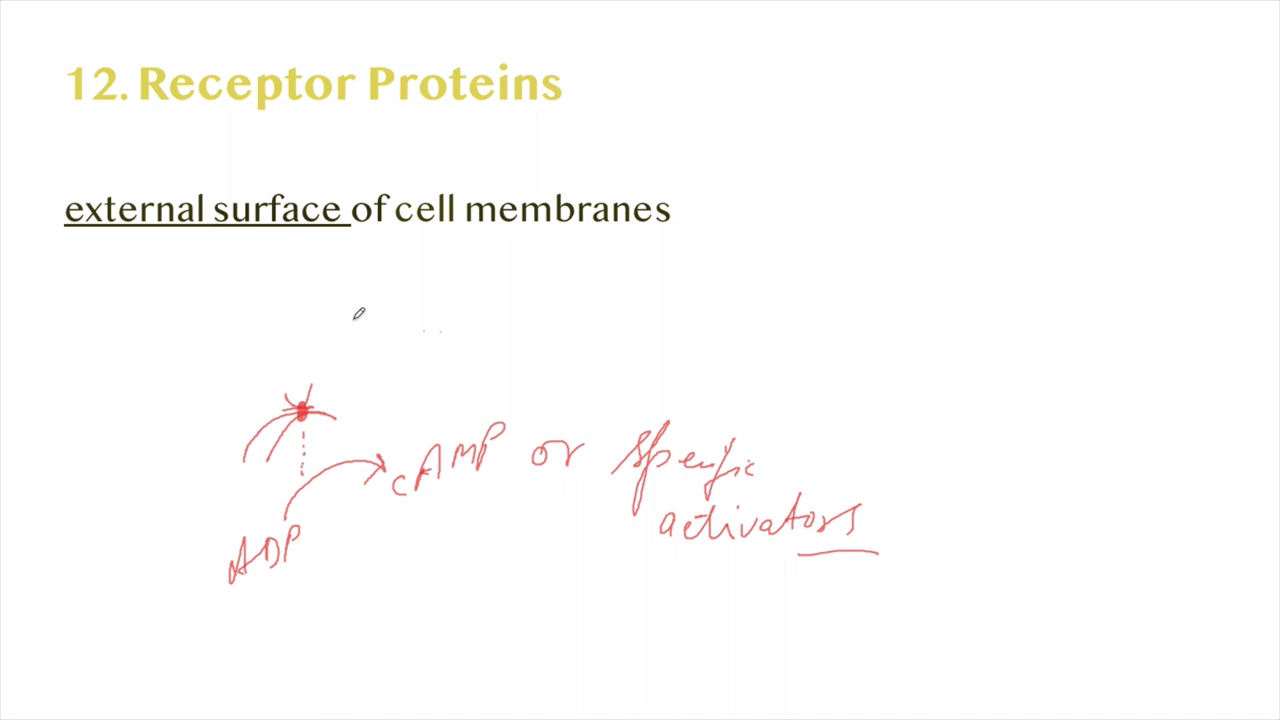 12. Receptor Proteins
external surface of cell membranes
cAMP or specific
activators
ADP